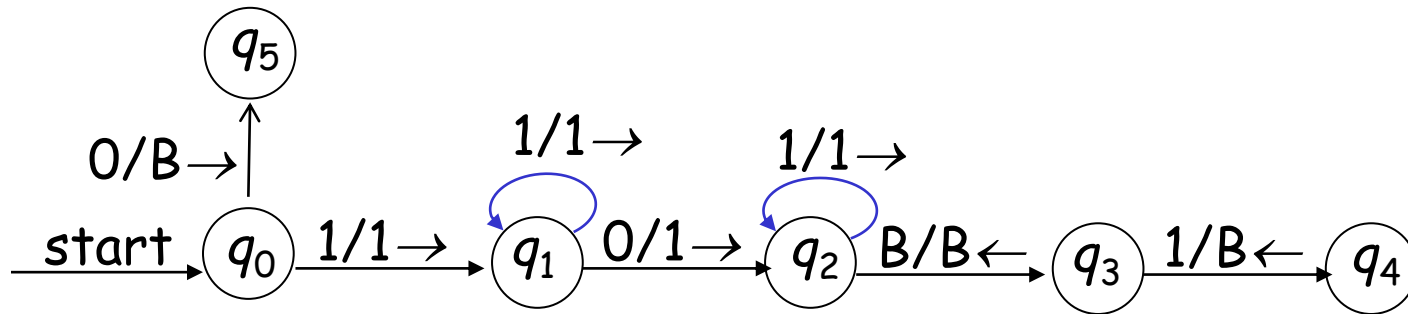 q5
0/B→
1/1→
1/1→
start
q0
1/1→
q1
0/1→
q2
B/B←
q3
1/B←
q4